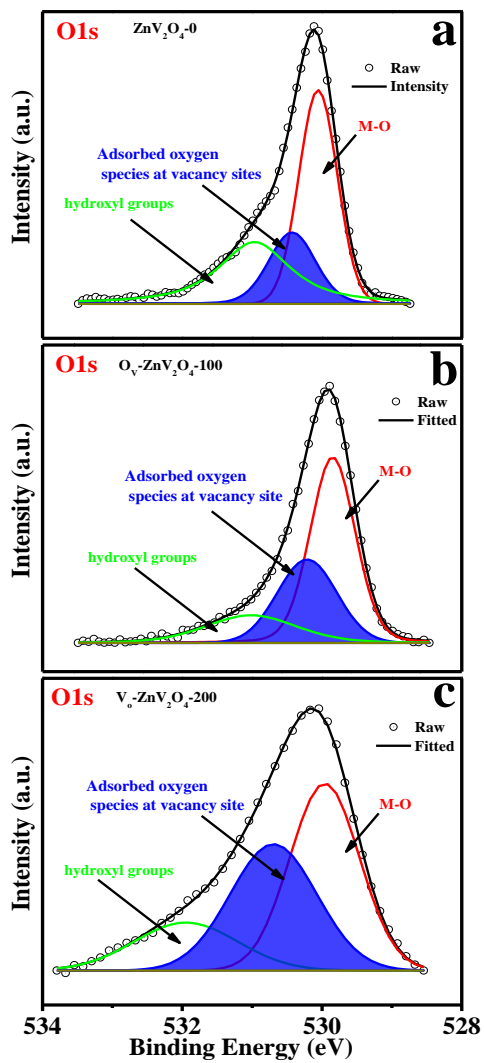 O1s ZnV₂O₄-0 a
Raw
Intensity
M-O
Adsorbed oxygen
species at vacancy sites
hydroxyl groups
Intensity (a.u.)
O1s Oᵥ-ZnV₂O₄-100 b
Raw
Fitted
M-O
Adsorbed oxygen
species at vacancy site
hydroxyl groups
Intensity (a.u.)
O1s Vₒ-ZnV₂O₄-200 c
Raw
Fitted
M-O
Adsorbed oxygen
species at vacancy site
hydroxyl groups
Intensity (a.u.)
534 532 530 528
Binding Energy (eV)